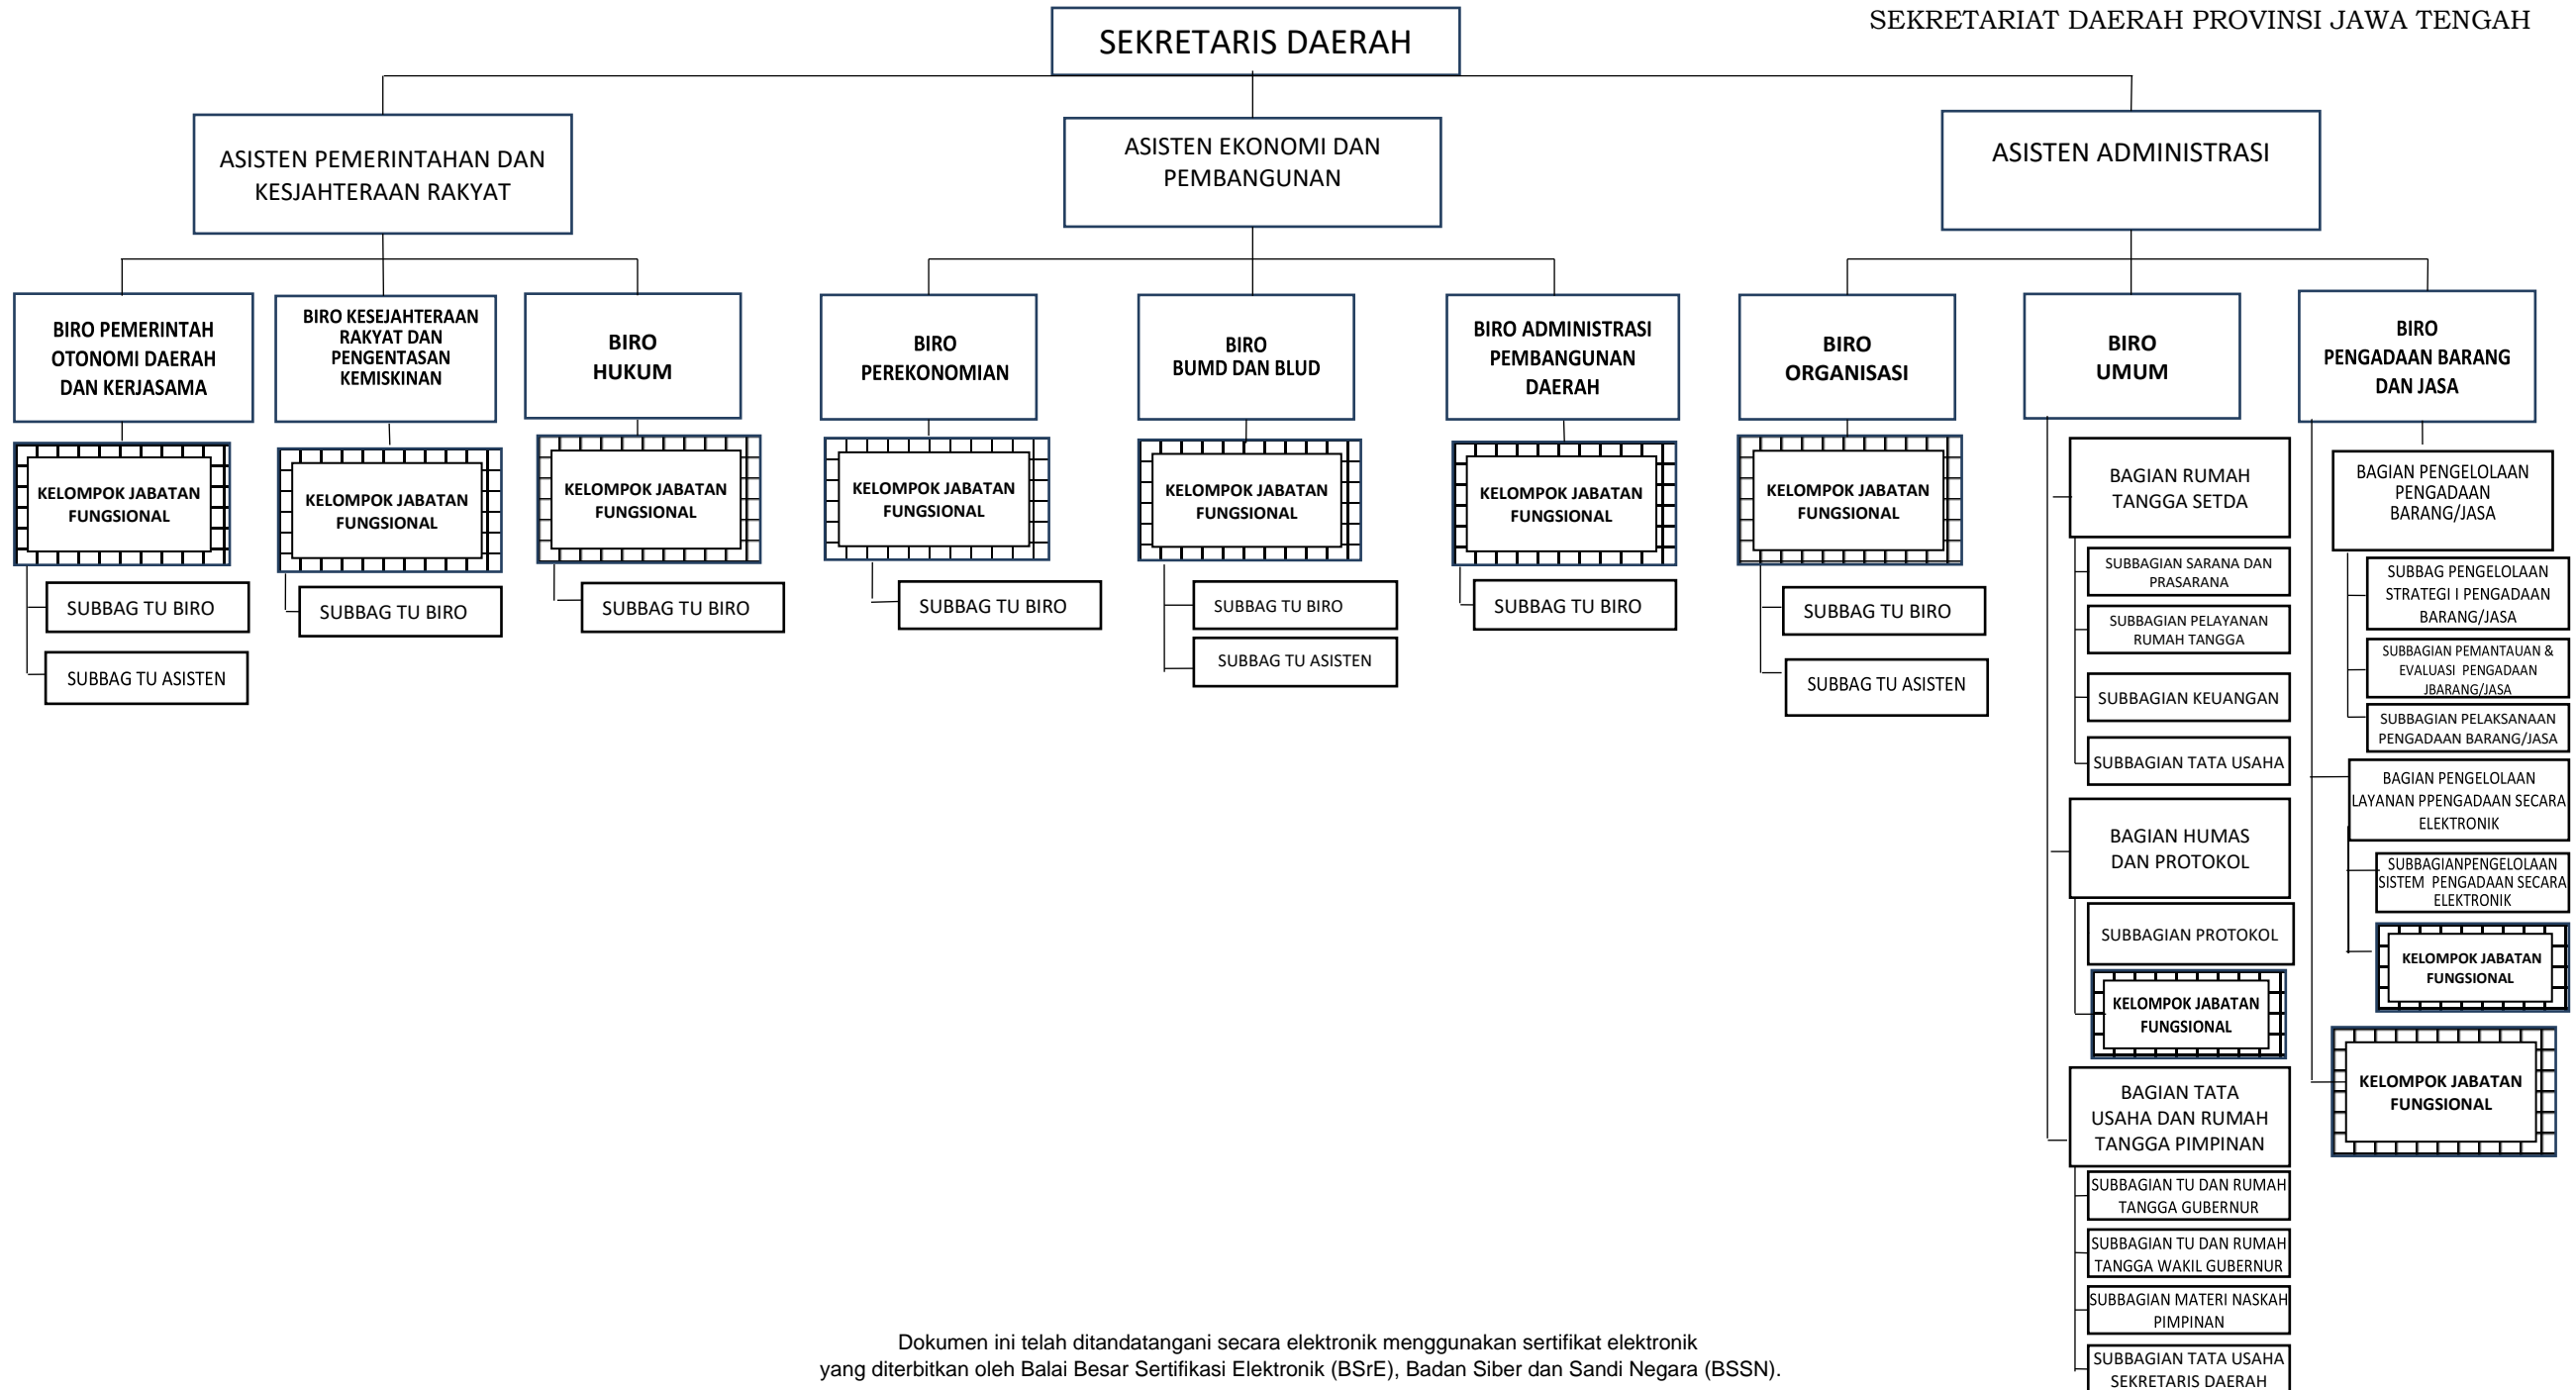 SEKRETARIAT DAERAH PROVINSI JAWA TENGAH
SEKRETARIS DAERAH
ASISTEN PEMERINTAHAN DAN
KESJAHTERAAN RAKYAT
ASISTEN EKONOMI DAN
PEMBANGUNAN
ASISTEN ADMINISTRASI
BIRO PEMERINTAH
OTONOMI DAERAH
DAN KERJASAMA
BIRO KESEJAHTERAAN
RAKYAT DAN
PENGENTASAN
KEMISKINAN
BIRO
HUKUM
BIRO
PEREKONOMIAN
BIRO
BUMD DAN BLUD
BIRO ADMINISTRASI
PEMBANGUNAN
DAERAH
BIRO
ORGANISASI
BIRO
UMUM
BIRO
PENGADAAN BARANG
DAN JASA
KELOMPOK JABATAN
FUNGSIONAL
SUBBAG TU BIRO
SUBBAG TU ASISTEN
KELOMPOK JABATAN
FUNGSIONAL
SUBBAG TU BIRO
KELOMPOK JABATAN
FUNGSIONAL
SUBBAG TU BIRO
KELOMPOK JABATAN
FUNGSIONAL
SUBBAG TU BIRO
KELOMPOK JABATAN
FUNGSIONAL
SUBBAG TU BIRO
SUBBAG TU ASISTEN
KELOMPOK JABATAN
FUNGSIONAL
SUBBAG TU BIRO
KELOMPOK JABATAN
FUNGSIONAL
SUBBAG TU BIRO
SUBBAG TU ASISTEN
BAGIAN RUMAH
TANGGA SETDA
SUBBAGIAN SARANA DAN
PRASARANA
SUBBAGIAN PELAYANAN
RUMAH TANGGA
SUBBAGIAN KEUANGAN
SUBBAGIAN TATA USAHA
BAGIAN HUMAS
DAN PROTOKOL
SUBBAGIAN PROTOKOL
KELOMPOK JABATAN
FUNGSIONAL
BAGIAN TATA
USAHA DAN RUMAH
TANGGA PIMPINAN
SUBBAGIAN TU DAN RUMAH
TANGGA GUBERNUR
SUBBAGIAN TU DAN RUMAH
TANGGA WAKIL GUBERNUR
SUBBAGIAN MATERI NASKAH
PIMPINAN
SUBBAGIAN TATA USAHA
SEKRETARIS DAERAH
BAGIAN PENGELOLAAN
PENGADAAN
BARANG/JASA
SUBBAG PENGELOLAAN
STRATEGI I PENGADAAN
BARANG/JASA
SUBBAGIAN PEMANTAUAN &
EVALUASI PENGADAAN
JBARANG/JASA
SUBBAGIAN PELAKSANAAN
PENGADAAN BARANG/JASA
BAGIAN PENGELOLAAN
LAYANAN PPENGADAAN SECARA
ELEKTRONIK
SUBBAGIANPENGELOLAAN
SISTEM PENGADAAN SECARA
ELEKTRONIK
KELOMPOK JABATAN
FUNGSIONAL
KELOMPOK JABATAN
FUNGSIONAL
Dokumen ini telah ditandatangani secara elektronik menggunakan sertifikat elektronik
yang diterbitkan oleh Balai Besar Sertifikasi Elektronik (BSrE), Badan Siber dan Sandi Negara (BSSN).